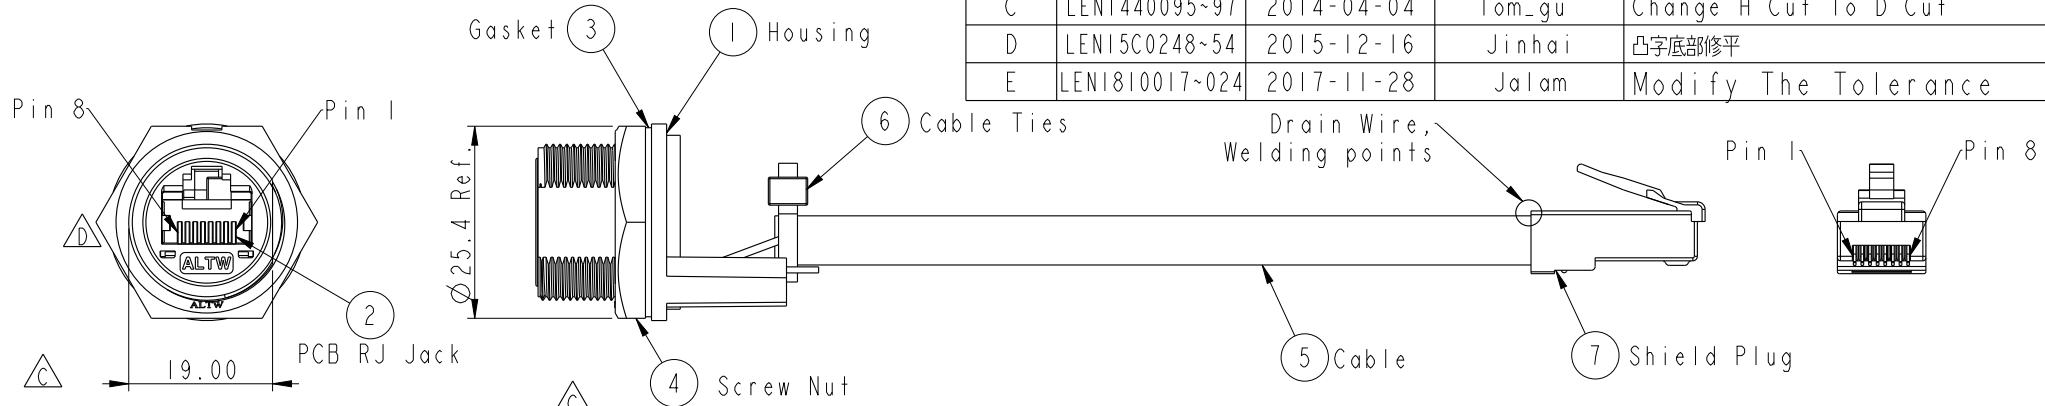 C LEN1440095~97 2014-04-04 Tom_gu Change H Cut To D Cut
D LEN15C0248~54 2015-12-16 Jinhai 凸字底部修平
E LEN1810017~024 2017-11-28 Jalam Modify The Tolerance
Gasket 3
1 Housing
Pin 8
Pin 1
6 Cable Ties
Drain Wire,
Welding points
Pin 1
Pin 8
Ø25.4 Ref.
D
ALTW
ALTW
2
PCB RJ Jack
19.00
C
4 Screw Nut
C
5 Cable
7 Shield Plug